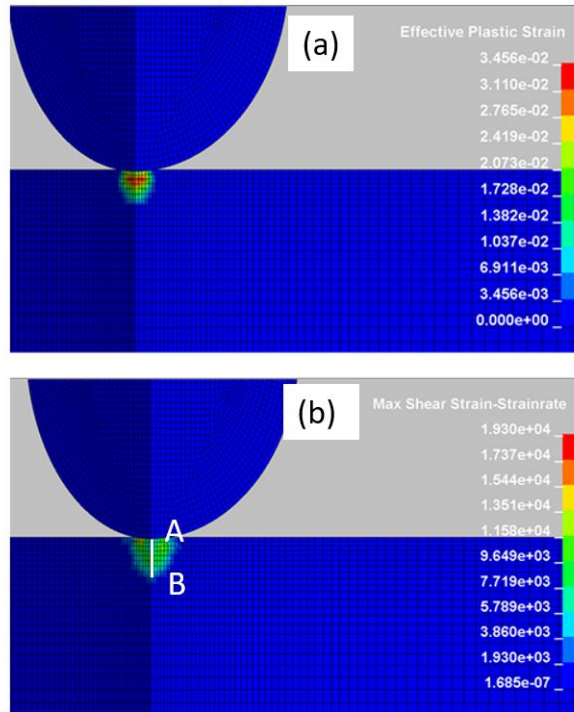 (a)
Effective Plastic Strain
3.456e-02
3.110e-02
2.765e-02
2.419e-02
2.073e-02
1.728e-02
1.382e-02
1.037e-02
6.911e-03
3.456e-03
0.000e+00
(b)
Max Shear Strain-Strainrate
1.930e+04
1.737e+04
1.544e+04
1.351e+04
1.158e+04
9.649e+03
7.719e+03
5.789e+03
3.860e+03
1.930e+03
1.685e-07
A
B